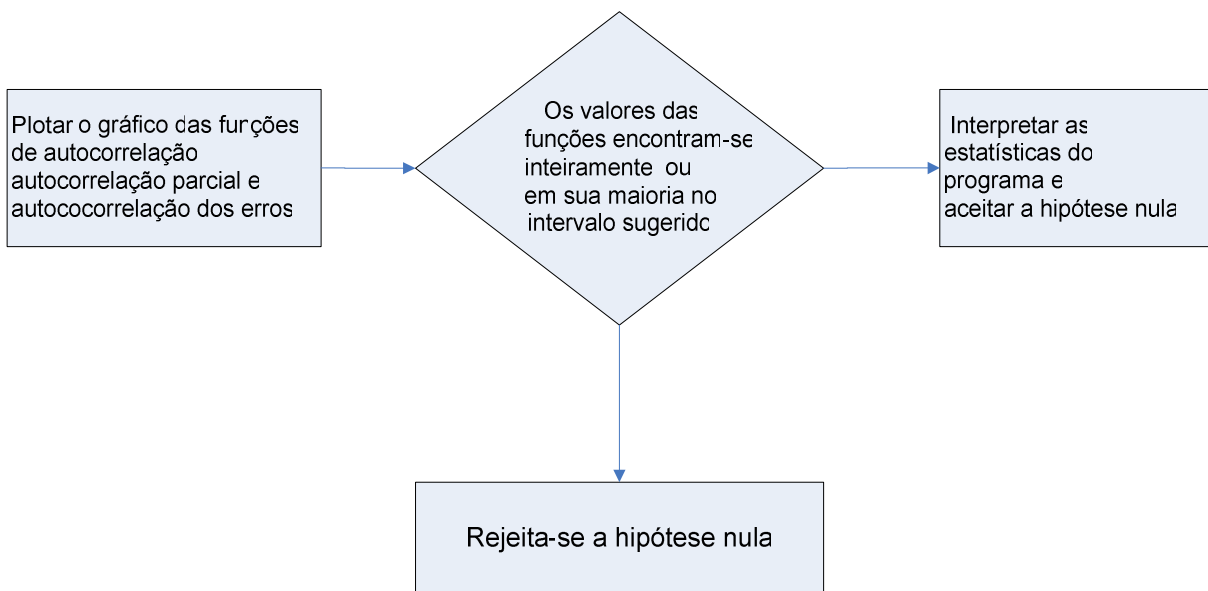 Plotar o gráfico das funções
de autocorrelação
autocorrelação parcial e
autococorrelação dos erros
Os valores das
funções encontram-se
inteiramente ou
em sua maioria no
intervalo sugerido
Interpretar as
estatísticas do
programa e
aceitar a hipótese nula
Rejeita-se a hipótese nula